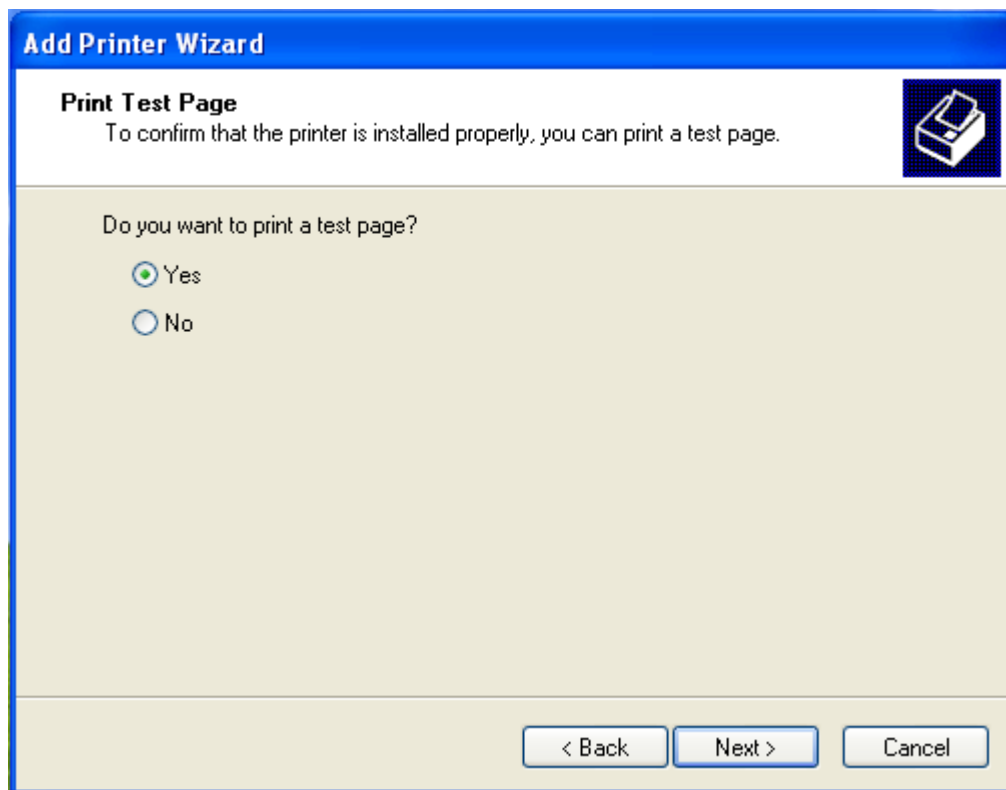 Add Printer Wizard
Print Test Page
To confirm that the printer is installed properly, you can print a test page.
Do you want to print a test page?
Yes
No
< Back Next > Cancel